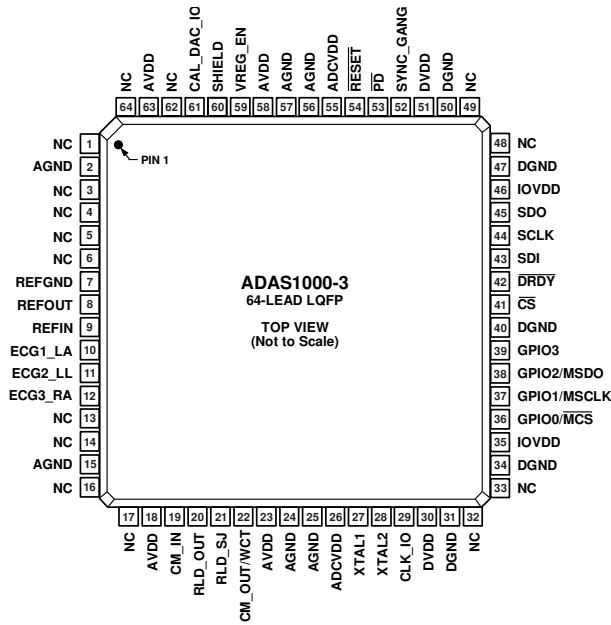 NC
AVDD
NC
CAL_DAC_IO
SHIELD
VREG_EN
AVDD
AGND
AGND
ADCVDD
RESET
PD
SYNC_GANG
DVDD
DGND
NC
64 63 62 61 60 59 58 57 56 55 54 53 52 51 50 49
PIN 1
NC 1
AGND 2
NC 3
NC 4
NC 5
NC 6
REFGND 7
REFOUT 8
REFIN 9
ECG1_LA 10
ECG2_LL 11
ECG3_RA 12
NC 13
NC 14
AGND 15
NC 16
ADAS1000-3
64-LEAD LQFP
TOP VIEW
(Not to Scale)
48 NC
47 DGND
46 IOVDD
45 SDO
44 SCLK
43 SDI
42 DRDY
41 CS
40 DGND
39 GPIO3
38 GPIO2/MSDO
37 GPIO1/MSCLK
36 GPIO0/MCS
35 IOVDD
34 DGND
33 NC
17 18 19 20 21 22 23 24 25 26 27 28 29 30 31 32
NC
AVDD
CM_IN
RLD_OUT
RLD_SJ
CM_OUT/WCT
AVDD
AGND
AGND
ADCVDD
XTAL1
XTAL2
CLK_IO
DVDD
DGND
NC